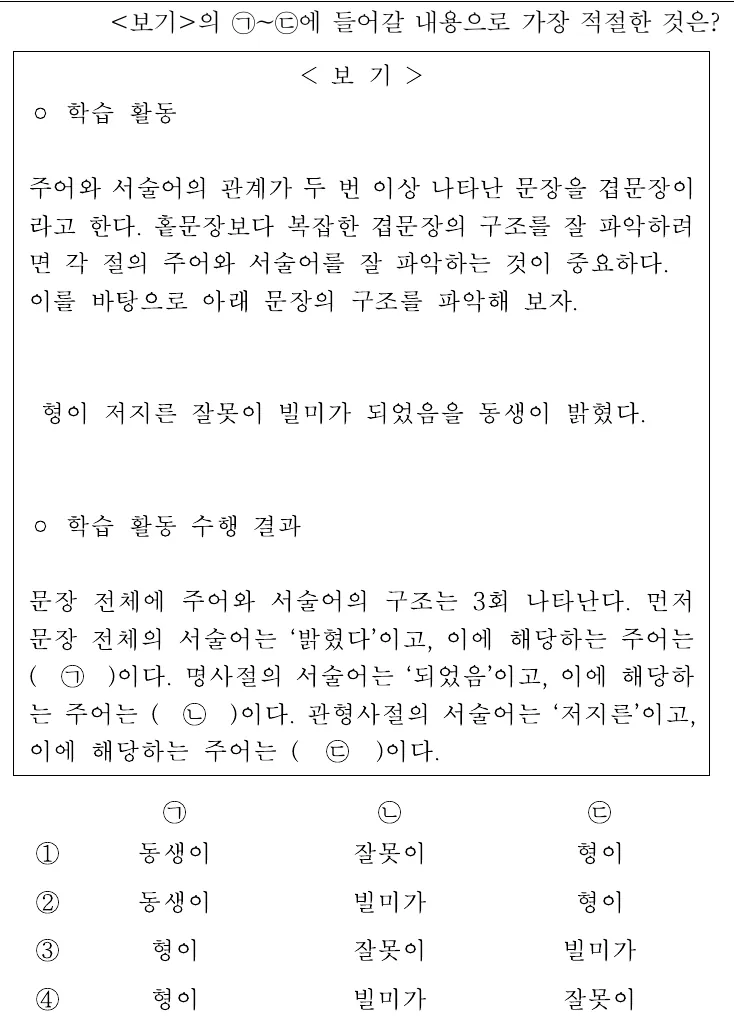 <보기>의 ㉠~㉢에 들어갈 내용으로 가장 적절한 것은?
< 보 기 >
○ 학습 활동
주어와 서술어의 관계가 두 번 이상 나타난 문장을 겹문장이
라고 한다. 홑문장보다 복잡한 겹문장의 구조를 잘 파악하려
면 각 절의 주어와 서술어를 잘 파악하는 것이 중요하다.
이를 바탕으로 아래 문장의 구조를 파악해 보자.
형이 저지른 잘못이 빌미가 되었음을 동생이 밝혔다.
○ 학습 활동 수행 결과
문장 전체에 주어와 서술어의 구조는 3회 나타난다. 먼저
문장 전체의 서술어는 ‘밝혔다’이고, 이에 해당하는 주어는
( ㉠ )이다. 명사절의 서술어는 ‘되었음’이고, 이에 해당하
는 주어는 ( ㉡ )이다. 관형사절의 서술어는 ‘저지른’이고,
이에 해당하는 주어는 ( ㉢ )이다.
㉠ ㉡ ㉢
① 동생이 잘못이 형이
② 동생이 빌미가 형이
③ 형이 잘못이 빌미가
④ 형이 빌미가 잘못이